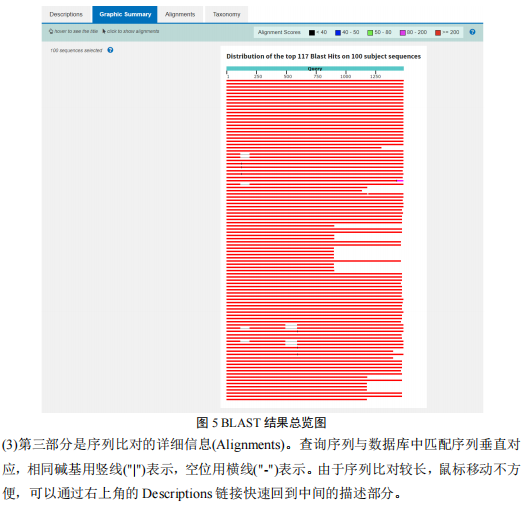 Descriptions Graphic Summary Alignments Taxonomy
hover to see the title click to show alignments Alignment Scores < 40 40 - 50 50 - 80 80 - 200 >= 200 ?
100 sequences selected ?
Distribution of the top 117 Blast Hits on 100 subject sequences
Query
1 250 500 750 1000 1250
图 5 BLAST 结果总览图
(3)第三部分是序列比对的详细信息(Alignments)。查询序列与数据库中匹配序列垂直对
应，相同碱基用竖线("|")表示，空位用横线("-")表示。由于序列比对较长，鼠标移动不方
便，可以通过右上角的 Descriptions 链接快速回到中间的描述部分。